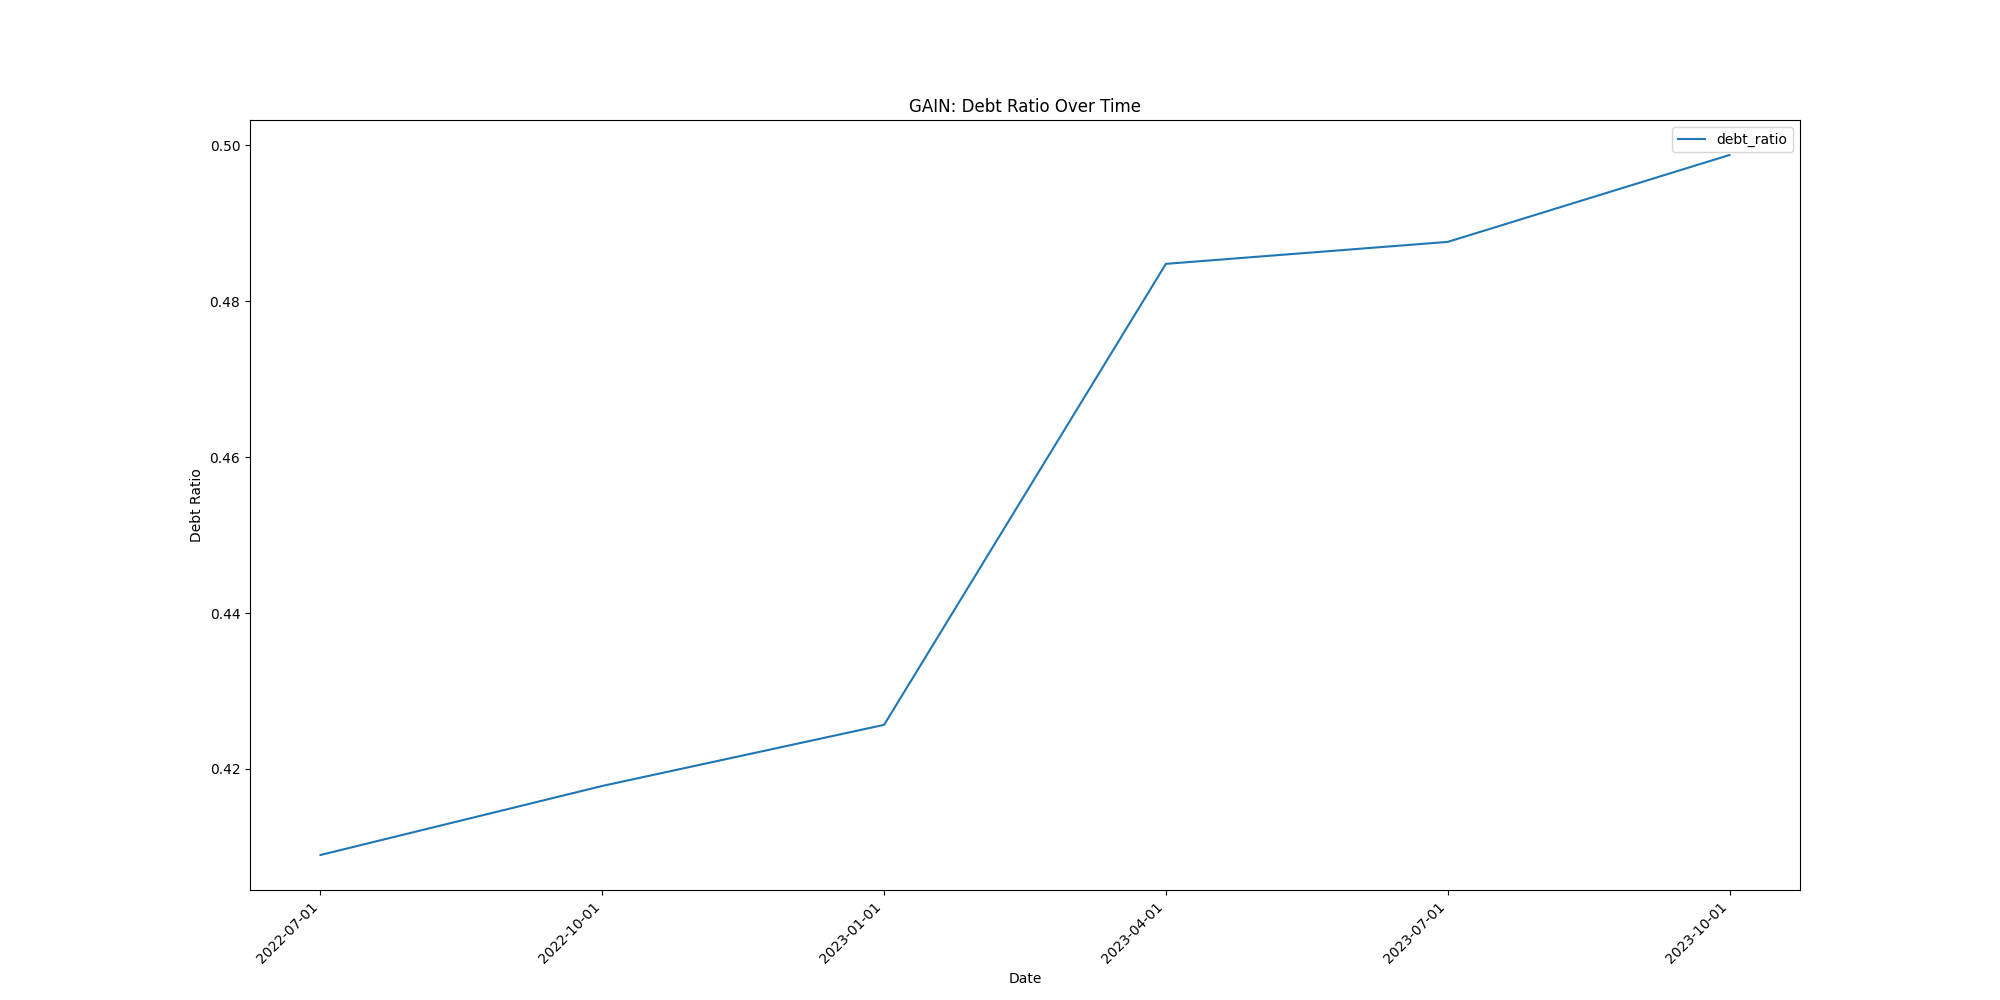 GAIN: Debt Ratio Over Time
debt_ratio
0.50
0.48
0.46
0.44
0.42
Debt Ratio
2022-07-01
2022-10-01
2023-01-01
2023-04-01
2023-07-01
2023-10-01
Date